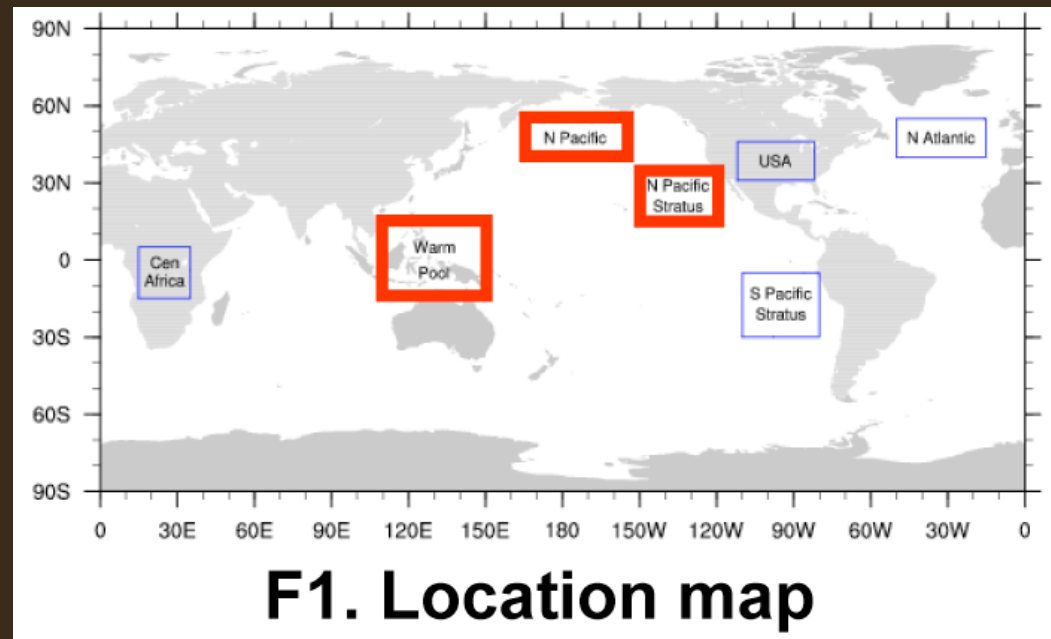 90N
60N
30N
0
30S
60S
90S
N Pacific
N Atlantic
USA
N Pacific
Stratus
Warm
Pool
Cen
Africa
S Pacific
Stratus
0 30E 60E 90E 120E 150E 180 150W 120W 90W 60W 30W 0
F1. Location map